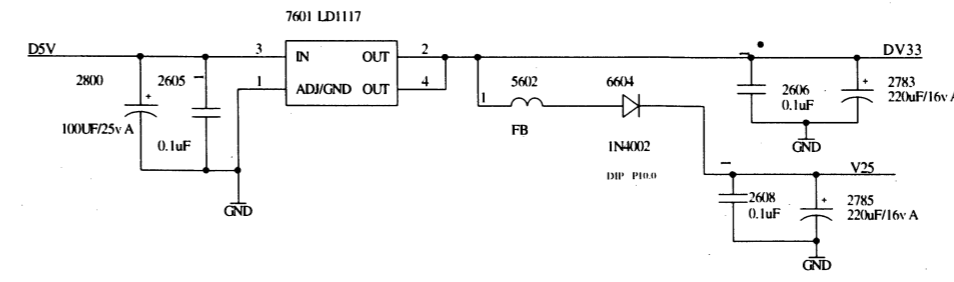 7601 LD1117
D5V
3
IN
OUT
2
DV33
2800
2605
1
ADJ/GND
OUT
4
5602
6604
2606
0.1uF
2783
220uF/16v A
+
100UF/25v A
0.1uF
1
FB
1N4002
DIP P10.0
GND
V25
GND
2608
0.1uF
+
2785
220uF/16v A
GND
+